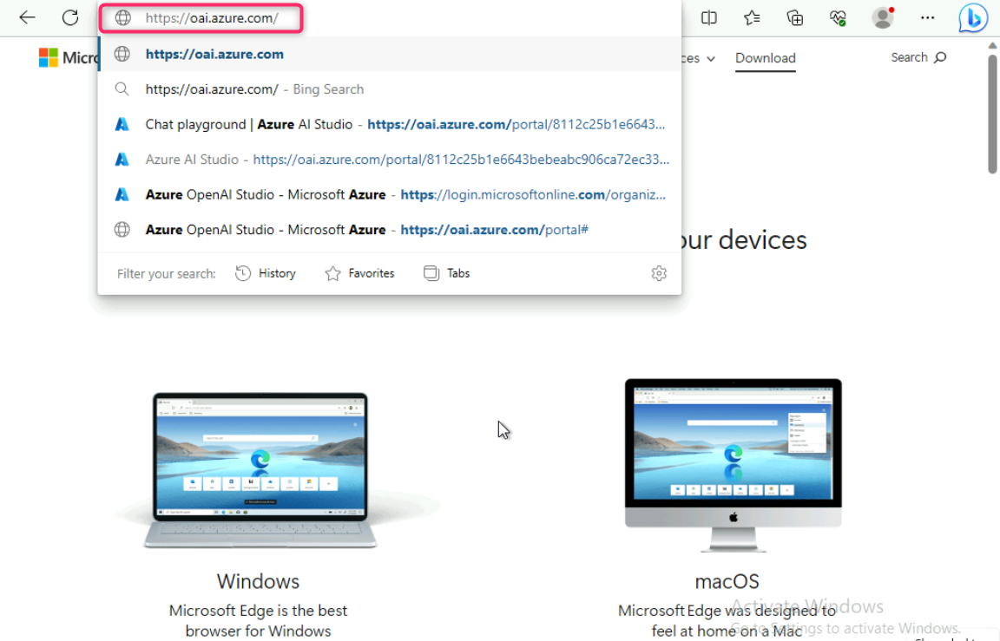 https://oai.azure.com/
https://oai.azure.com
https://oai.azure.com/ - Bing Search
Chat playground | Azure AI Studio - https://oai.azure.com/portal/8112c25b1e6643...
Azure AI Studio - https://oai.azure.com/portal/8112c25b1e6643bebeabc906ca72ec33...
Azure OpenAI Studio - Microsoft Azure - https://login.microsoftonline.com/organiz...
Azure OpenAI Studio - Microsoft Azure - https://oai.azure.com/portal#
Filter your search: History Favorites Tabs
Micro
ces Download Search
our devices
Windows
Microsoft Edge is the best
browser for Windows
macOS
Microsoft Edge was designed to
feel at home on a Mac
Activate Windows
Go to Settings to activate Windows.